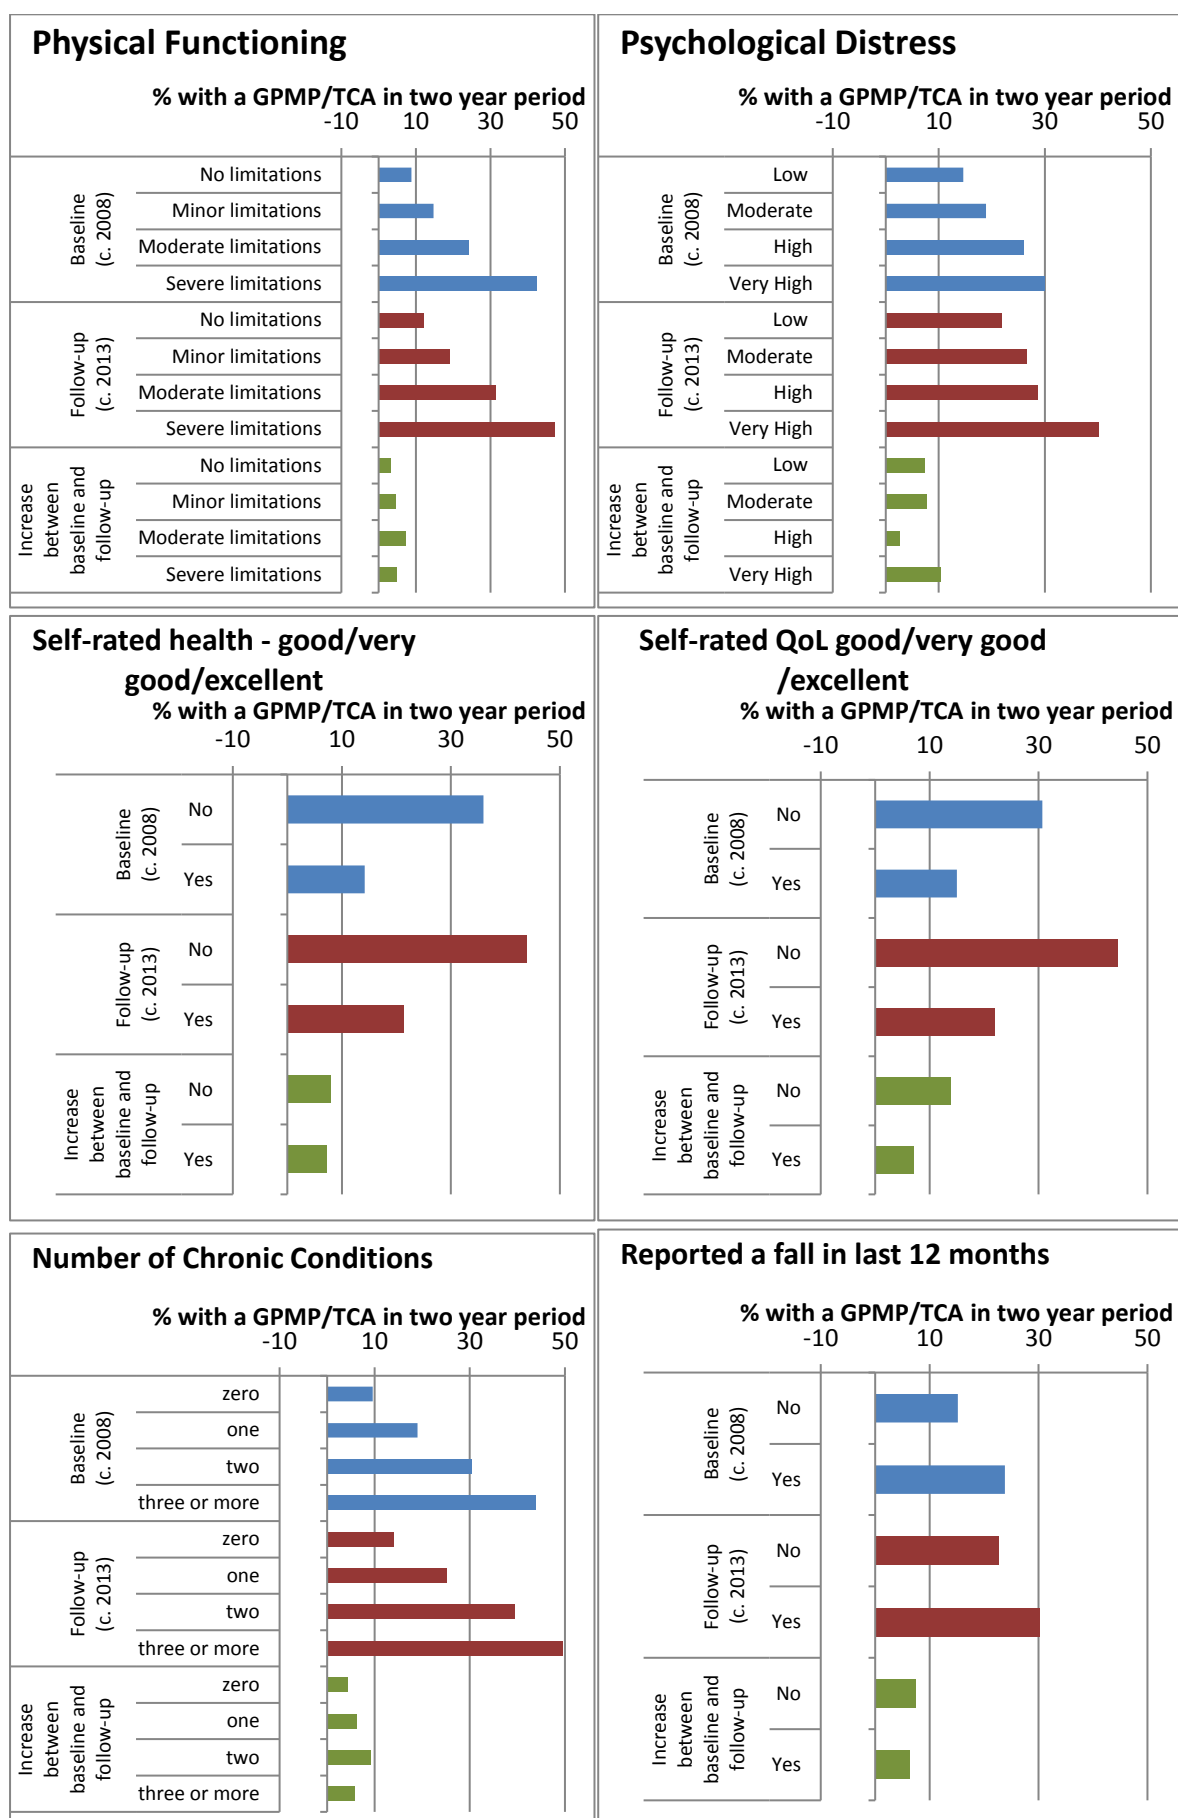 Physical Functioning
% with a GPMP/TCA in two year period
-10 10 30 50
Baseline
(c. 2008)
No limitations
Minor limitations
Moderate limitations
Severe limitations
Follow-up
(c. 2013)
No limitations
Minor limitations
Moderate limitations
Severe limitations
Increase
between
baseline and
follow-up
No limitations
Minor limitations
Moderate limitations
Severe limitations
Psychological Distress
% with a GPMP/TCA in two year period
-10 10 30 50
Baseline
(c. 2008)
Low
Moderate
High
Very High
Follow-up
(c. 2013)
Low
Moderate
High
Very High
Increase
between
baseline and
follow-up
Low
Moderate
High
Very High
Self-rated health - good/very
good/excellent
% with a GPMP/TCA in two year period
-10 10 30 50
Baseline
(c. 2008)
No
Yes
Follow-up
(c. 2013)
No
Yes
Increase
between
baseline and
follow-up
No
Yes
Self-rated QoL good/very good
/excellent
% with a GPMP/TCA in two year period
-10 10 30 50
Baseline
(c. 2008)
No
Yes
Follow-up
(c. 2013)
No
Yes
Increase
between
baseline and
follow-up
No
Yes
Number of Chronic Conditions
% with a GPMP/TCA in two year period
-10 10 30 50
Baseline
(c. 2008)
zero
one
two
three or more
Follow-up
(c. 2013)
zero
one
two
three or more
Increase
between
baseline and
follow-up
zero
one
two
three or more
Reported a fall in last 12 months
% with a GPMP/TCA in two year period
-10 10 30 50
Baseline
(c. 2008)
No
Yes
Follow-up
(c. 2013)
No
Yes
Increase
between
baseline and
follow-up
No
Yes